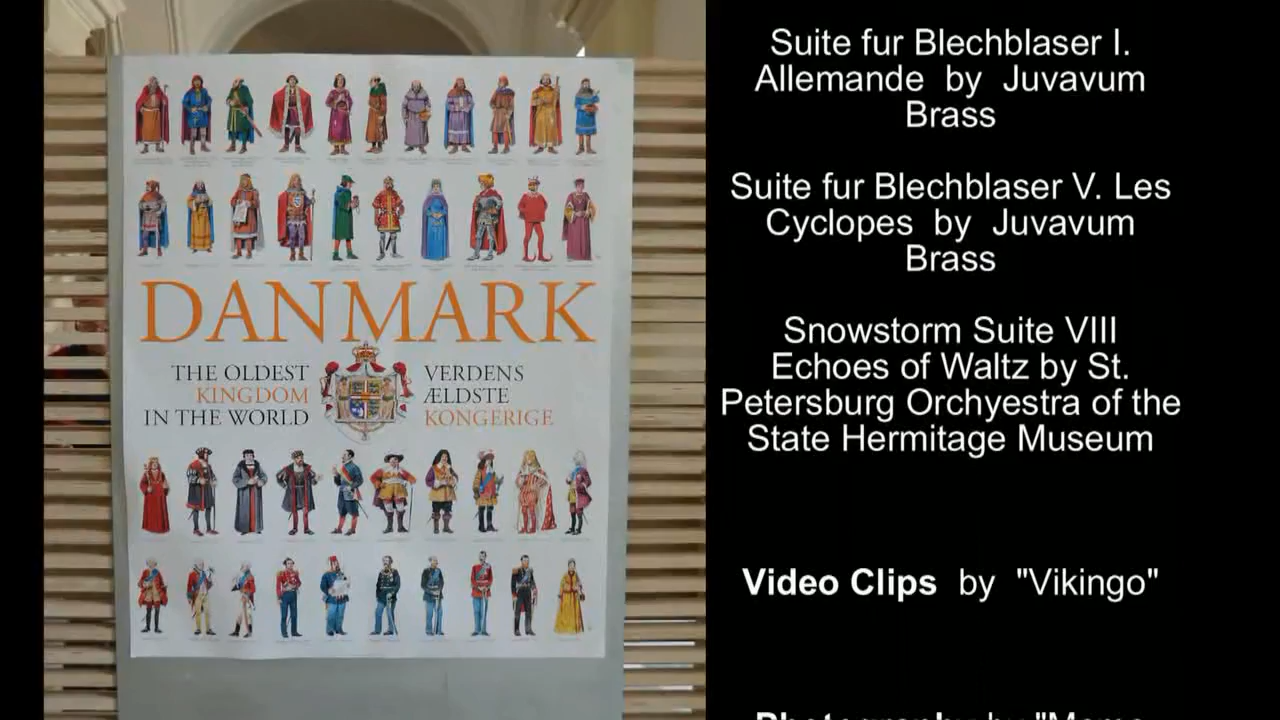 DANMARK
THE OLDEST
KINGDOM
IN THE WORLD
VERDENS
ÆLDSTE
KONGERIGE
Suite fur Blechblaser I.
Allemande by Juvavum
Brass
Suite fur Blechblaser V. Les
Cyclopes by Juvavum
Brass
Snowstorm Suite VIII
Echoes of Waltz by St.
Petersburg Orchyestra of the
State Hermitage Museum
Video Clips by "Vikingo"